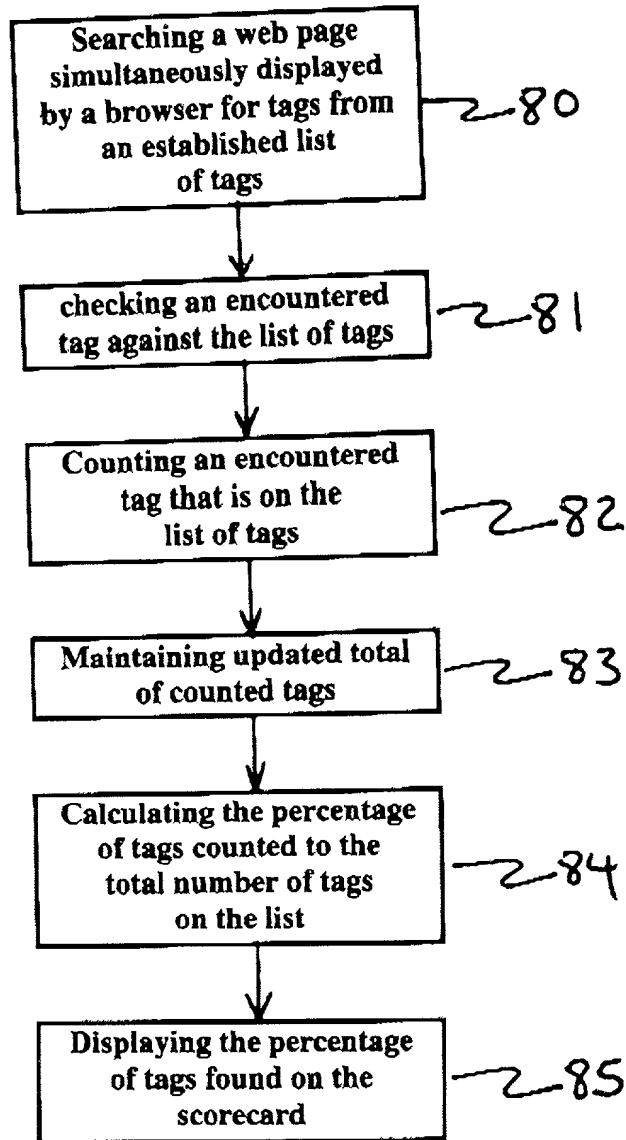 Searching a web page
simultaneously displayed
by a browser for tags from
an established list
of tags
80
checking an encountered
tag against the list of tags
81
Counting an encountered
tag that is on the
list of tags
82
Maintaining updated total
of counted tags
83
Calculating the percentage
of tags counted to the
total number of tags
on the list
84
Displaying the percentage
of tags found on the
scorecard
85